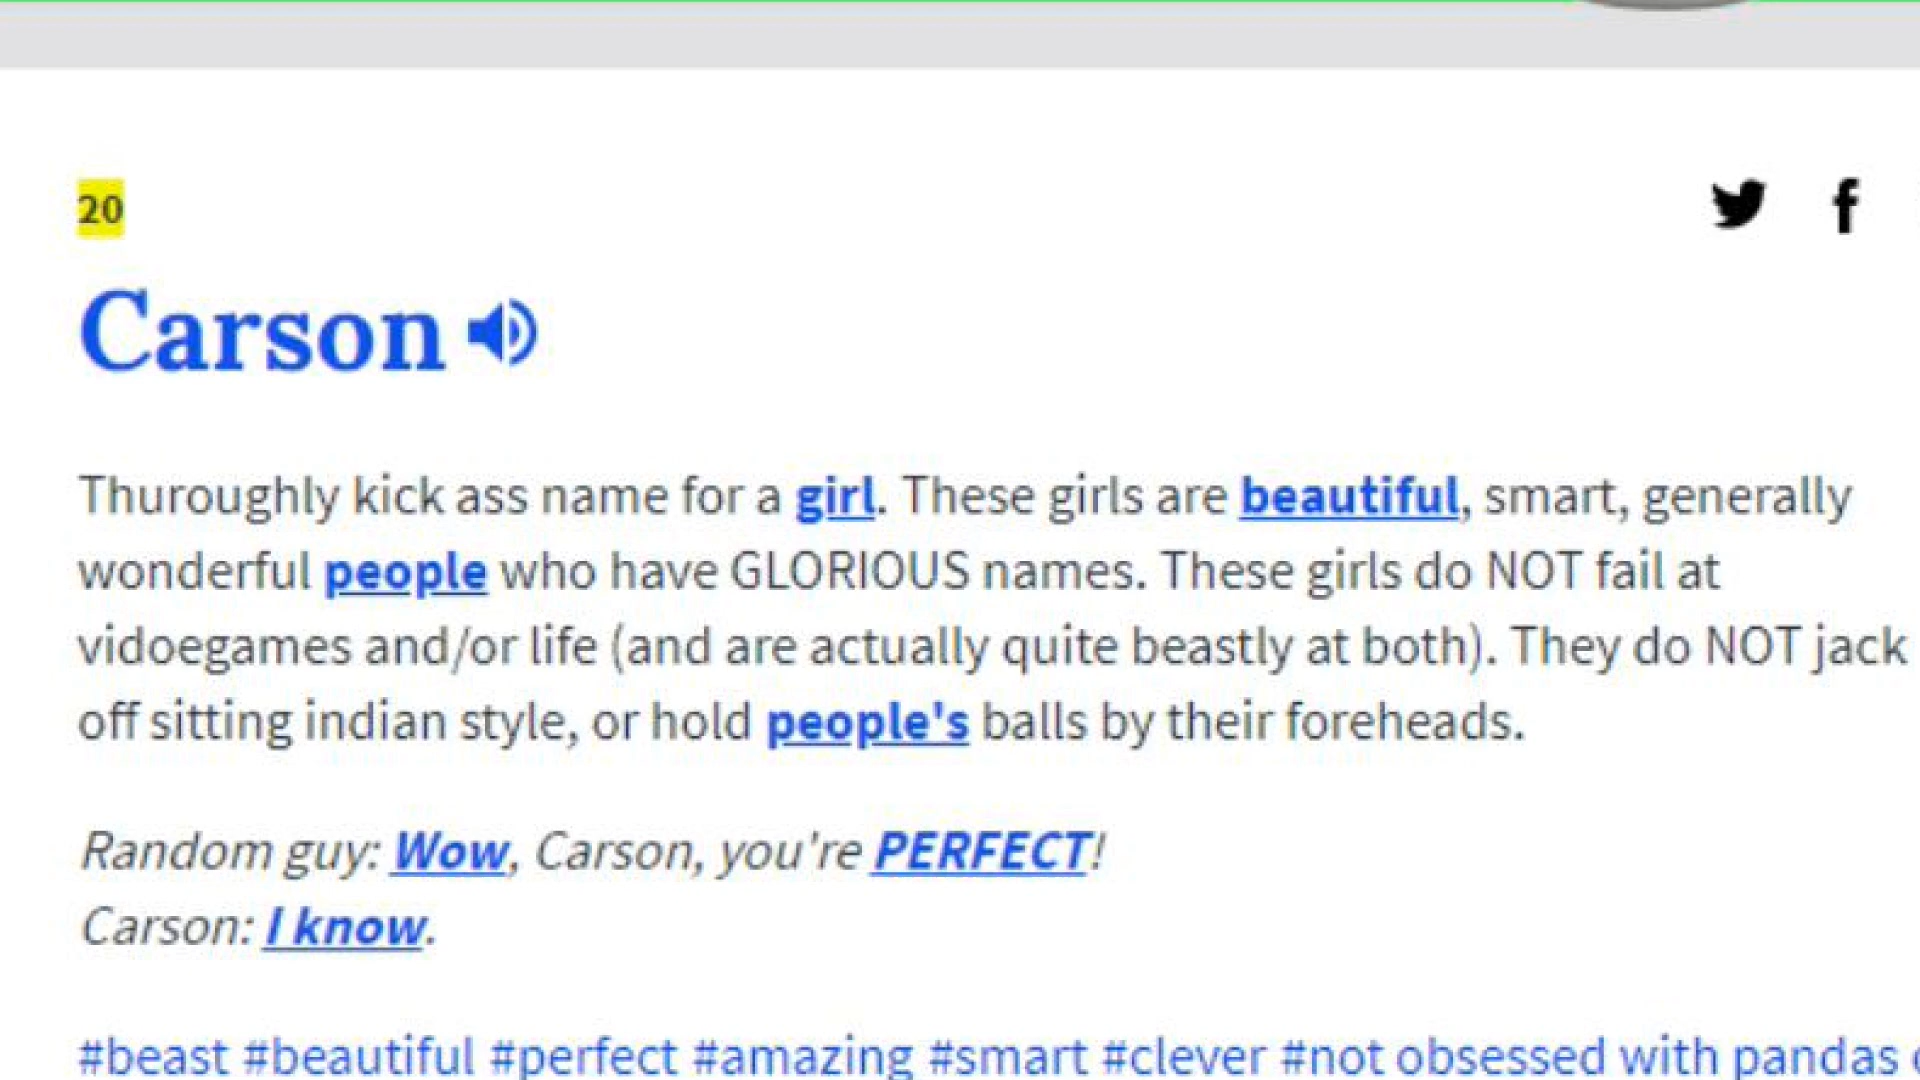 20
Carson
Thuroughly kick ass name for a girl. These girls are beautiful, smart, generally
wonderful people who have GLORIOUS names. These girls do NOT fail at
vidoegames and/or life (and are actually quite beastly at both). They do NOT jack
off sitting indian style, or hold people's balls by their foreheads.
Random guy: Wow, Carson, you're PERFECT!
Carson: I know.
#beast #beautiful #perfect #amazing #smart #clever #not obsessed with pandas